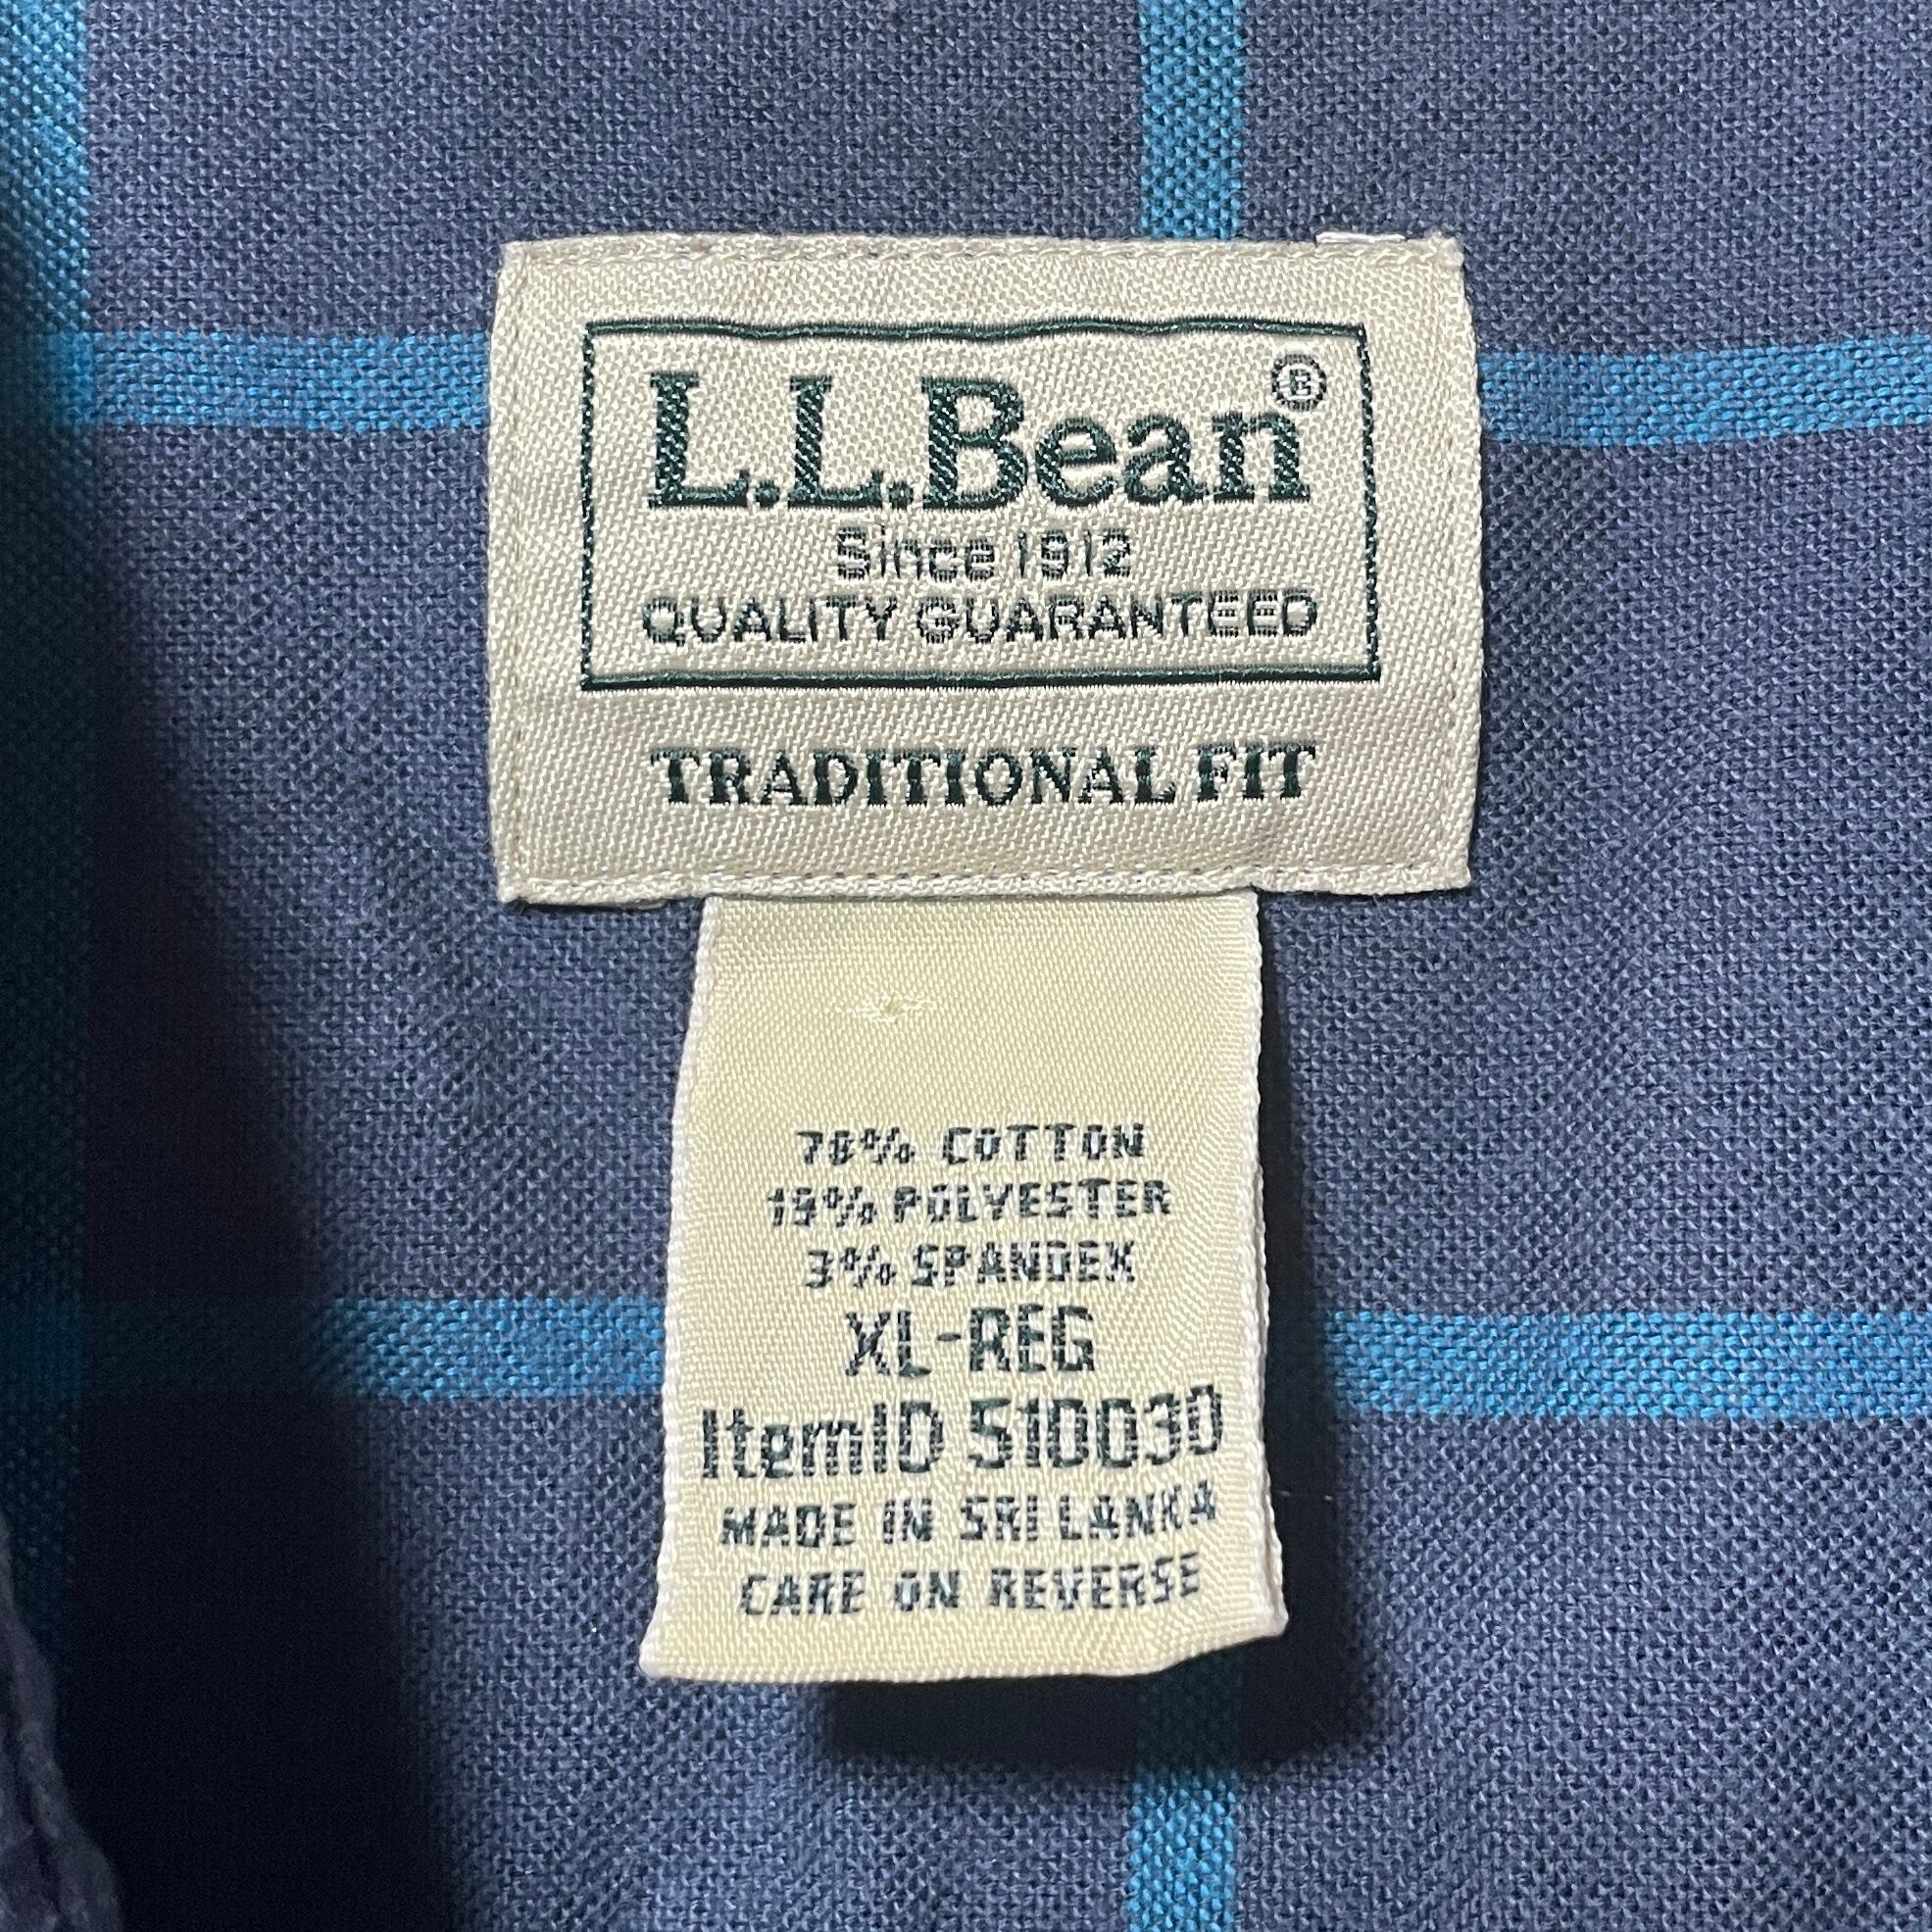 L.L.Bean®
Since 1912
QUALITY GUARANTEED
TRADITIONAL FIT
78% COTTON
19% POLYESTER
3% SPANDEX
XL-REG
ItemID 510030
MADE IN SRI LANKA
CARE ON REVERSE